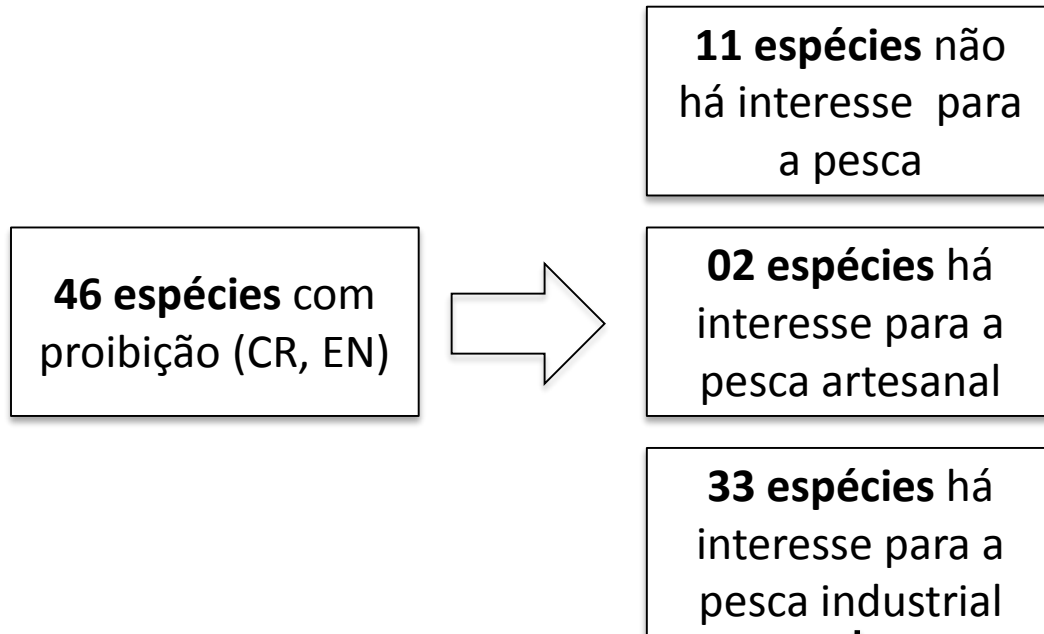 11 espécies não
há interesse para
a pesca
46 espécies com
proibição (CR, EN)
02 espécies há
interesse para a
pesca artesanal
33 espécies há
interesse para a
pesca industrial